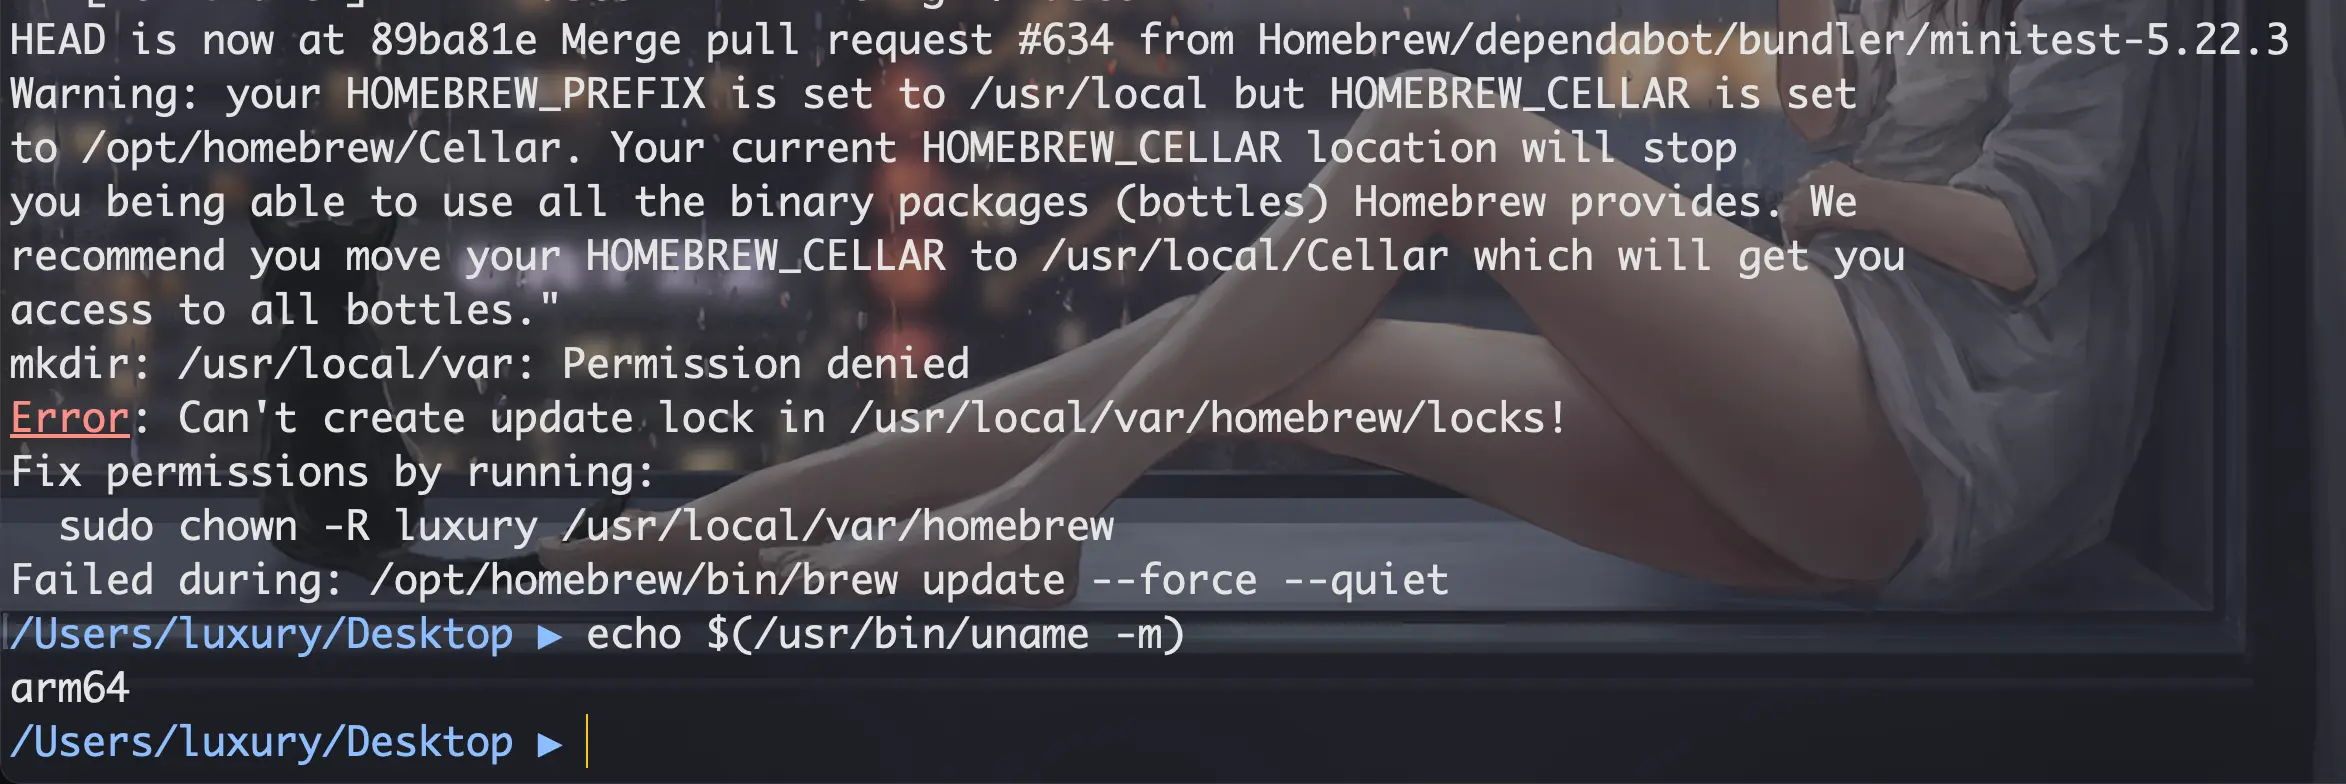 HEAD is now at 89ba81e Merge pull request #634 from Homebrew/dependabot/bundler/minitest-5.22.3
Warning: your HOMEBREW_PREFIX is set to /usr/local but HOMEBREW_CELLAR is set
to /opt/homebrew/Cellar. Your current HOMEBREW_CELLAR location will stop
you being able to use all the binary packages (bottles) Homebrew provides. We
recommend you move your HOMEBREW_CELLAR to /usr/local/Cellar which will get you
access to all bottles."
mkdir: /usr/local/var: Permission denied
Error: Can't create update lock in /usr/local/var/homebrew/locks!
Fix permissions by running:
  sudo chown -R luxury /usr/local/var/homebrew
Failed during: /opt/homebrew/bin/brew update --force --quiet
/Users/luxury/Desktop ▶ echo $(/usr/bin/uname -m)
arm64
/Users/luxury/Desktop ▶